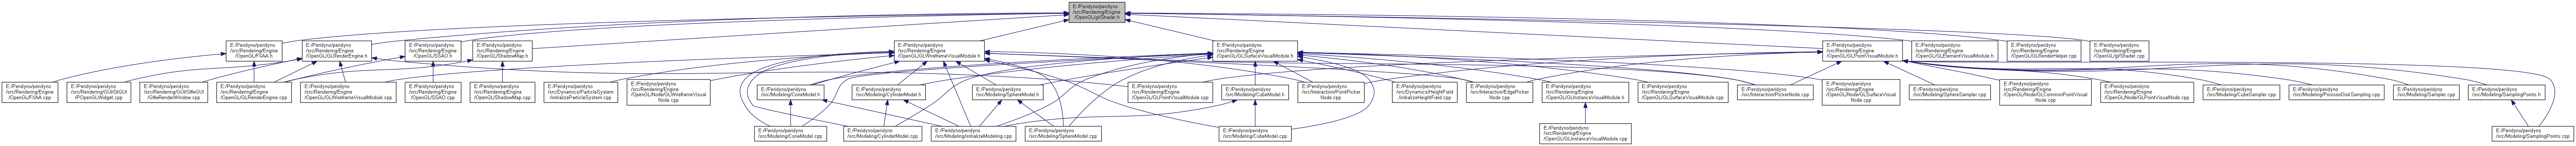 E:/Peridyno/peridyno
/src/Rendering/Engine
/OpenGL/gl/Shader.h
E:/Peridyno/peridyno
/src/Rendering/Engine
/OpenGL/FXAA.h
E:/Peridyno/peridyno
/src/Rendering/Engine
/OpenGL/GLRenderEngine.h
E:/Peridyno/peridyno
/src/Rendering/Engine
/OpenGL/SSAO.h
E:/Peridyno/peridyno
/src/Rendering/Engine
/OpenGL/ShadowMap.h
E:/Peridyno/peridyno
/src/Rendering/Engine
/OpenGL/GLWireframeVisualModule.h
E:/Peridyno/peridyno
/src/Rendering/Engine
/OpenGL/GLSurfaceVisualModule.h
E:/Peridyno/peridyno
/src/Rendering/Engine
/OpenGL/GLPointVisualModule.h
E:/Peridyno/peridyno
/src/Rendering/Engine
/OpenGL/GLElementVisualModule.h
E:/Peridyno/peridyno
/src/Rendering/Engine
/OpenGL/GLRenderHelper.cpp
E:/Peridyno/peridyno
/src/Rendering/Engine
/OpenGL/gl/Shader.cpp
E:/Peridyno/peridyno
/src/Rendering/Engine
/OpenGL/FXAA.cpp
E:/Peridyno/peridyno
/src/Rendering/GUI/QtGUI
/POpenGLWidget.cpp
E:/Peridyno/peridyno
/src/Rendering/GUI/GlfwGUI
/GlfwRenderWindow.cpp
E:/Peridyno/peridyno
/src/Rendering/Engine
/OpenGL/GLRenderEngine.cpp
E:/Peridyno/peridyno
/src/Rendering/Engine
/OpenGL/GLWireframeVisualModule.cpp
E:/Peridyno/peridyno
/src/Rendering/Engine
/OpenGL/SSAO.cpp
E:/Peridyno/peridyno
/src/Rendering/Engine
/OpenGL/ShadowMap.cpp
E:/Peridyno/peridyno
/src/Dynamics/ParticleSystem
/initializeParticleSystem.cpp
E:/Peridyno/peridyno
/src/Rendering/Engine
/OpenGL/Node/GLWireframeVisual
Node.cpp
E:/Peridyno/peridyno
/src/Modeling/ConeModel.h
E:/Peridyno/peridyno
/src/Modeling/CylinderModel.h
E:/Peridyno/peridyno
/src/Modeling/SphereModel.h
E:/Peridyno/peridyno
/src/Rendering/Engine
/OpenGL/GLPointVisualModule.cpp
E:/Peridyno/peridyno
/src/Modeling/CubeModel.h
E:/Peridyno/peridyno
/src/Interaction/PointPicker
Node.cpp
E:/Peridyno/peridyno
/src/Dynamics/HeightField
/initializeHeightField.cpp
E:/Peridyno/peridyno
/src/Interaction/EdgePicker
Node.cpp
E:/Peridyno/peridyno
/src/Rendering/Engine
/OpenGL/GLInstanceVisualModule.h
E:/Peridyno/peridyno
/src/Rendering/Engine
/OpenGL/GLSurfaceVisualModule.cpp
E:/Peridyno/peridyno
/src/Interaction/PickerNode.cpp
E:/Peridyno/peridyno
/src/Rendering/Engine
/OpenGL/Node/GLSurfaceVisual
Node.cpp
E:/Peridyno/peridyno
/src/Modeling/SphereSampler.cpp
E:/Peridyno/peridyno
/src/Rendering/Engine
/OpenGL/Node/GLCommonPointVisual
Node.cpp
E:/Peridyno/peridyno
/src/Rendering/Engine
/OpenGL/Node/GLPointVisualNode.cpp
E:/Peridyno/peridyno
/src/Modeling/CubeSampler.cpp
E:/Peridyno/peridyno
/src/Modeling/PoissonDiskSampling.cpp
E:/Peridyno/peridyno
/src/Modeling/Sampler.cpp
E:/Peridyno/peridyno
/src/Modeling/SamplingPoints.h
E:/Peridyno/peridyno
/src/Modeling/ConeModel.cpp
E:/Peridyno/peridyno
/src/Modeling/CylinderModel.cpp
E:/Peridyno/peridyno
/src/Modeling/initializeModeling.cpp
E:/Peridyno/peridyno
/src/Modeling/SphereModel.cpp
E:/Peridyno/peridyno
/src/Modeling/CubeModel.cpp
E:/Peridyno/peridyno
/src/Rendering/Engine
/OpenGL/GLInstanceVisualModule.cpp
E:/Peridyno/peridyno
/src/Modeling/SamplingPoints.cpp